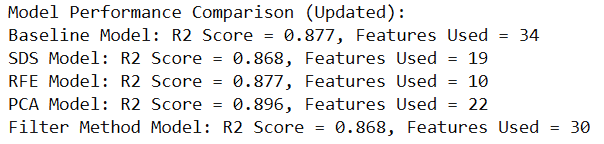 Model Performance Comparison (Updated):
Baseline Model: R2 Score = 0.877, Features Used = 34
SDS Model: R2 Score = 0.868, Features Used = 19
RFE Model: R2 Score = 0.877, Features Used = 10
PCA Model: R2 Score = 0.896, Features Used = 22
Filter Method Model: R2 Score = 0.868, Features Used = 30